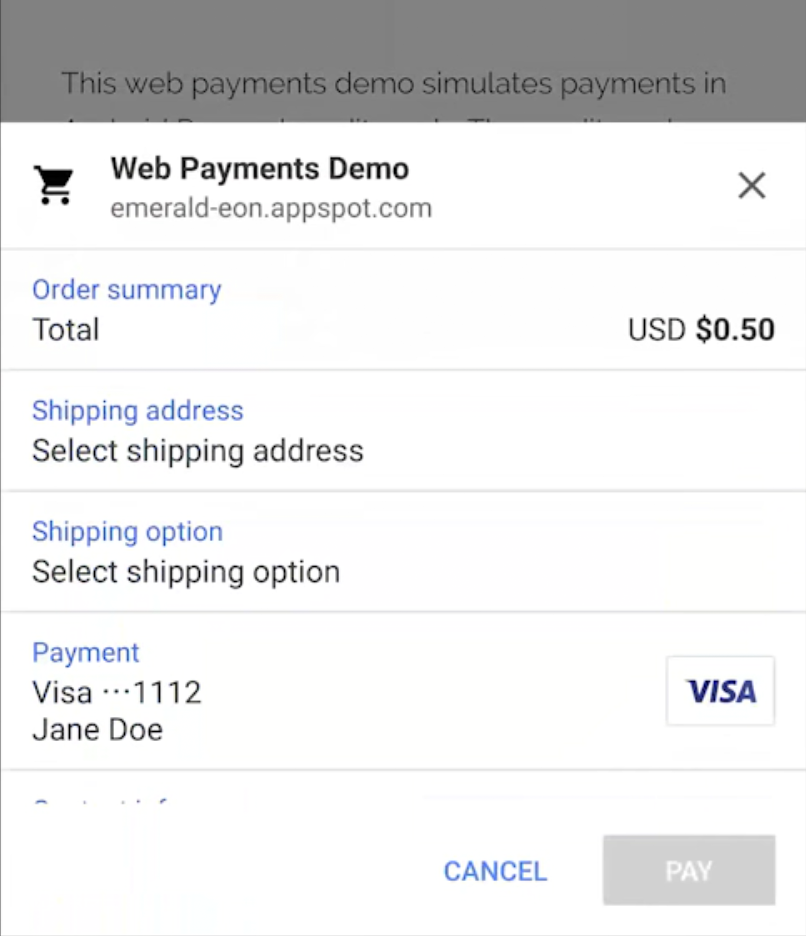 This web payments demo simulates payments in
Web Payments Demo
emerald-eon.appspot.com
Order summary
Total USD $0.50
Shipping address
Select shipping address
Shipping option
Select shipping option
Payment
Visa ···1112
VISA
Jane Doe
CANCEL PAY